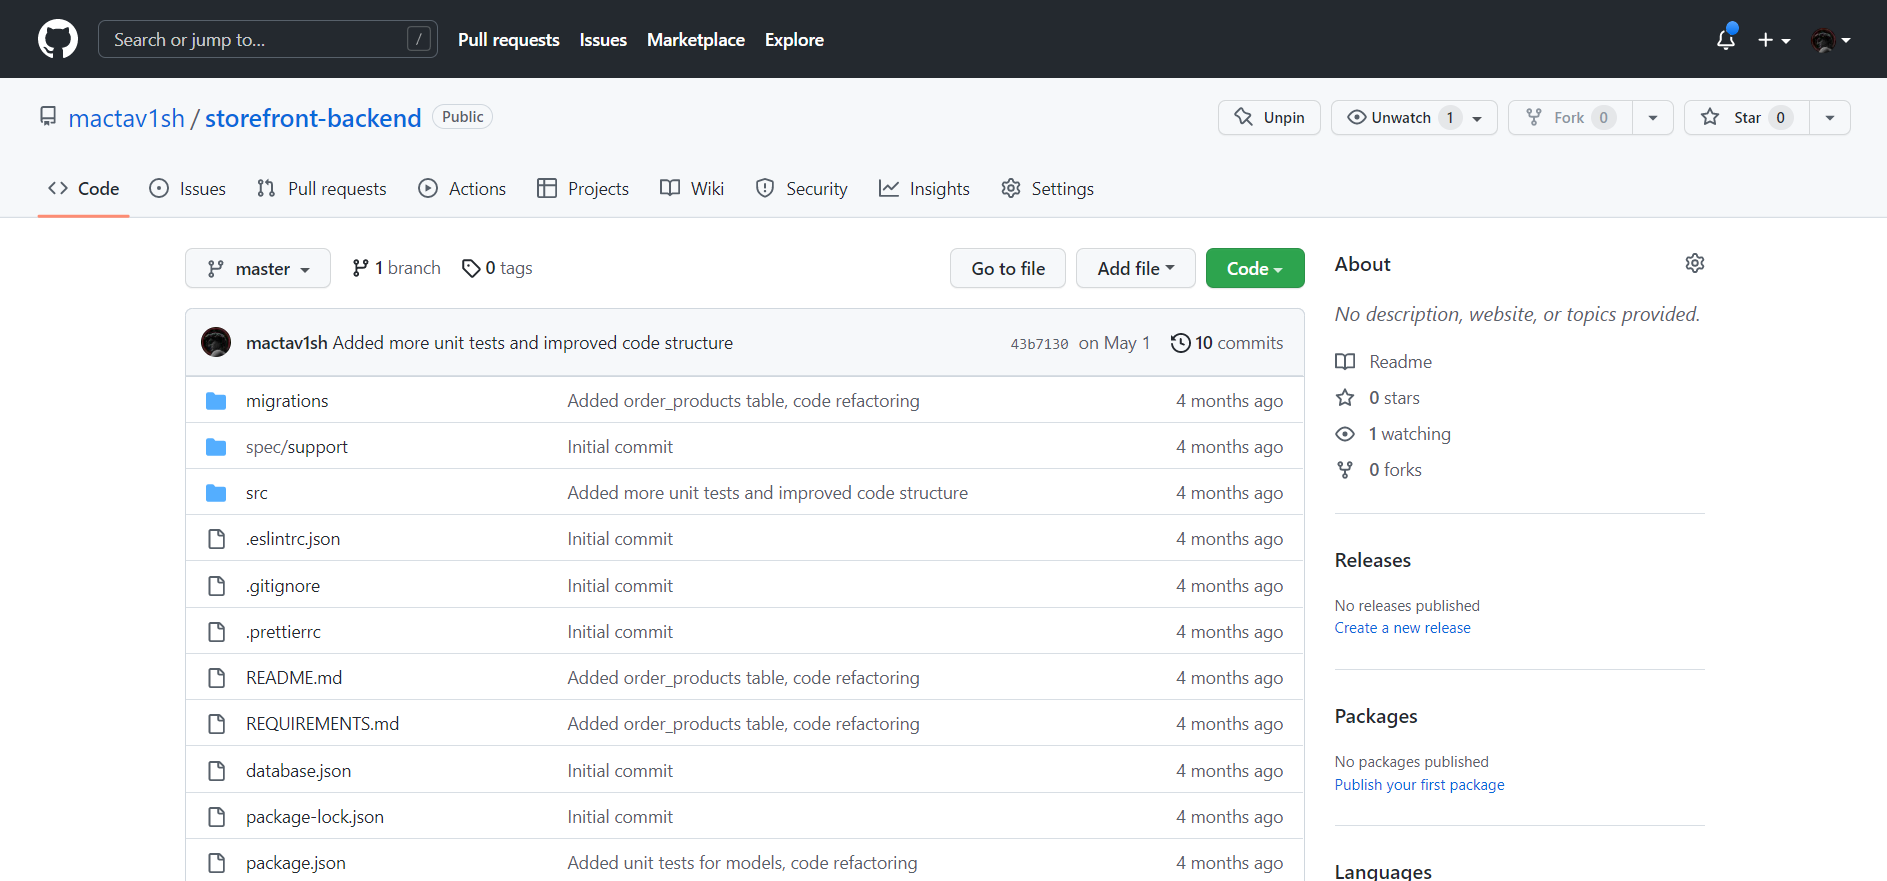 Search or jump to... /
Pull requests Issues Marketplace Explore
mactav1sh / storefront-backend Public
Unpin Unwatch 1 Fork 0 Star 0
Code Issues Pull requests Actions Projects Wiki Security Insights Settings
master 1 branch 0 tags
Go to file Add file Code
mactav1sh Added more unit tests and improved code structure 43b7130 on May 1 10 commits
migrations Added order_products table, code refactoring 4 months ago
spec/support Initial commit 4 months ago
src Added more unit tests and improved code structure 4 months ago
.eslintrc.json Initial commit 4 months ago
.gitignore Initial commit 4 months ago
.prettierrc Initial commit 4 months ago
README.md Added order_products table, code refactoring 4 months ago
REQUIREMENTS.md Added order_products table, code refactoring 4 months ago
database.json Initial commit 4 months ago
package-lock.json Initial commit 4 months ago
package.json Added unit tests for models, code refactoring 4 months ago
About
No description, website, or topics provided.
Readme
0 stars
1 watching
0 forks
Releases
No releases published
Create a new release
Packages
No packages published
Publish your first package
Languages